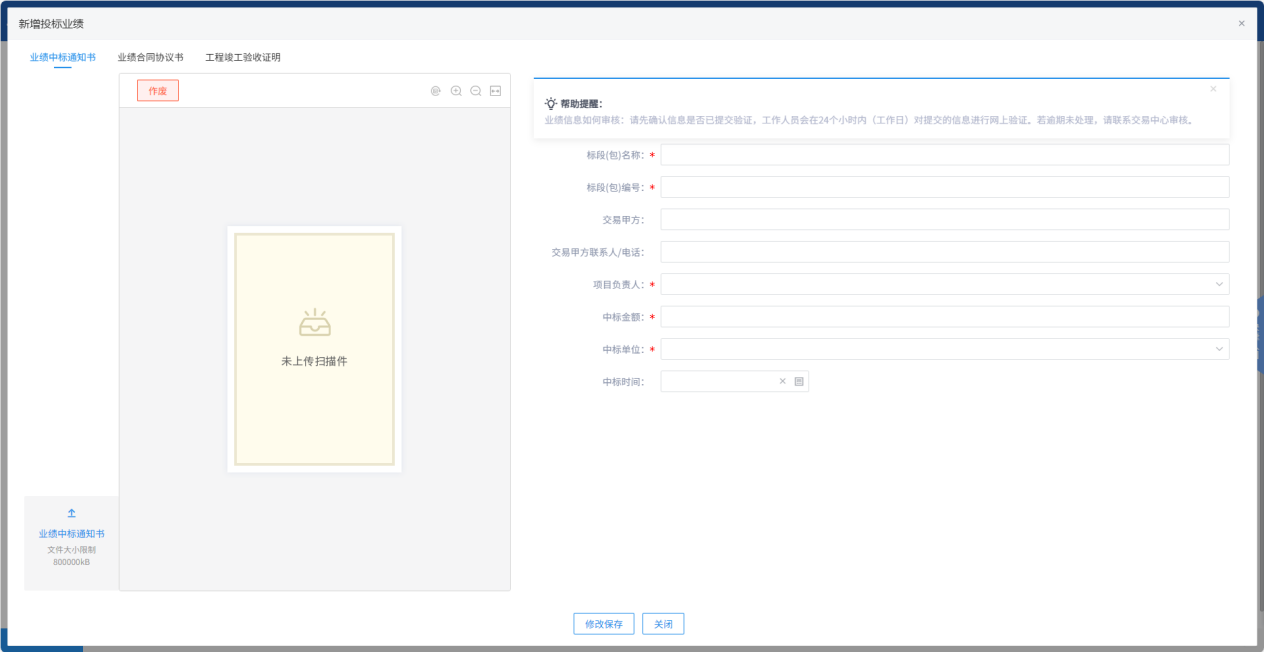 新增投标业绩
业绩中标通知书 业绩合同协议书 工程竣工验收证明
作废
未上传扫描件
业绩中标通知书
文件大小限制
800000kB
帮助提醒：
业绩信息如何审核：请先确认信息是否已提交验证，工作人员会在24个小时内（工作日）对提交的信息进行网上验证。若逾期未处理，请联系交易中心审核。
标段(包)名称：*
标段(包)编号：*
交易甲方：
交易甲方联系人/电话：
项目负责人：*
中标金额：*
中标单位：*
中标时间：
修改保存 关闭